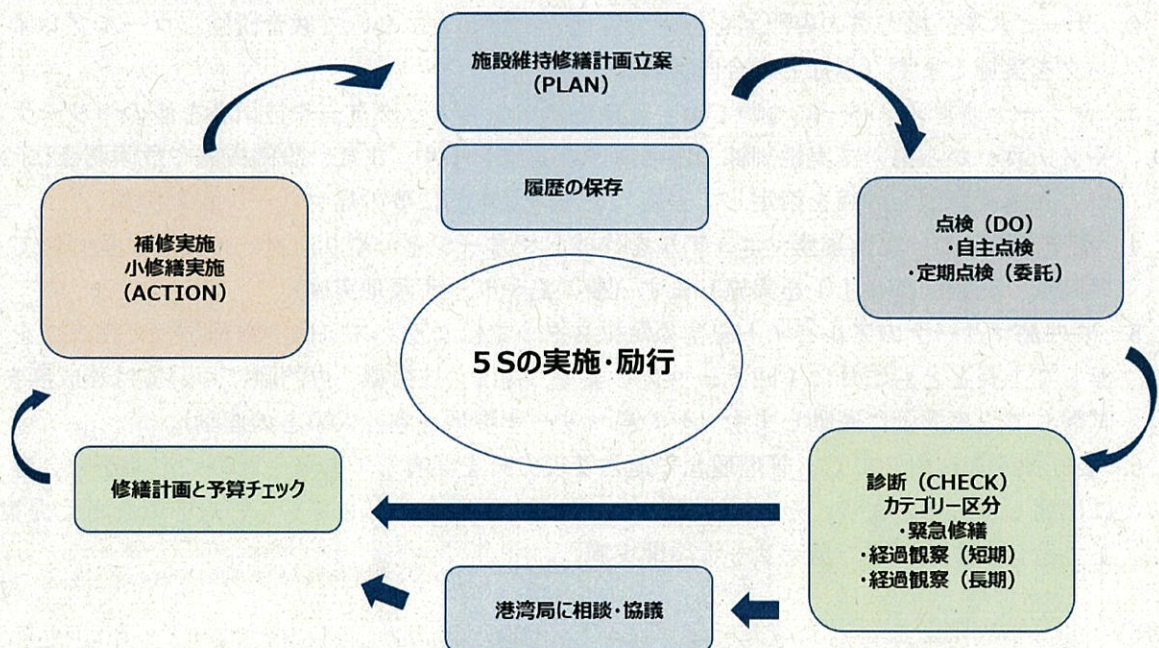 施設維持修繕計画立案
(PLAN)
履歴の保存
点検（DO）
・自主点検
・定期点検（委託）
補修実施
小修繕実施
(ACTION)
5Sの実施・励行
診断（CHECK）
カテゴリー区分
・緊急修繕
・経過観察（短期）
・経過観察（長期）
修繕計画と予算チェック
港湾局に相談・協議